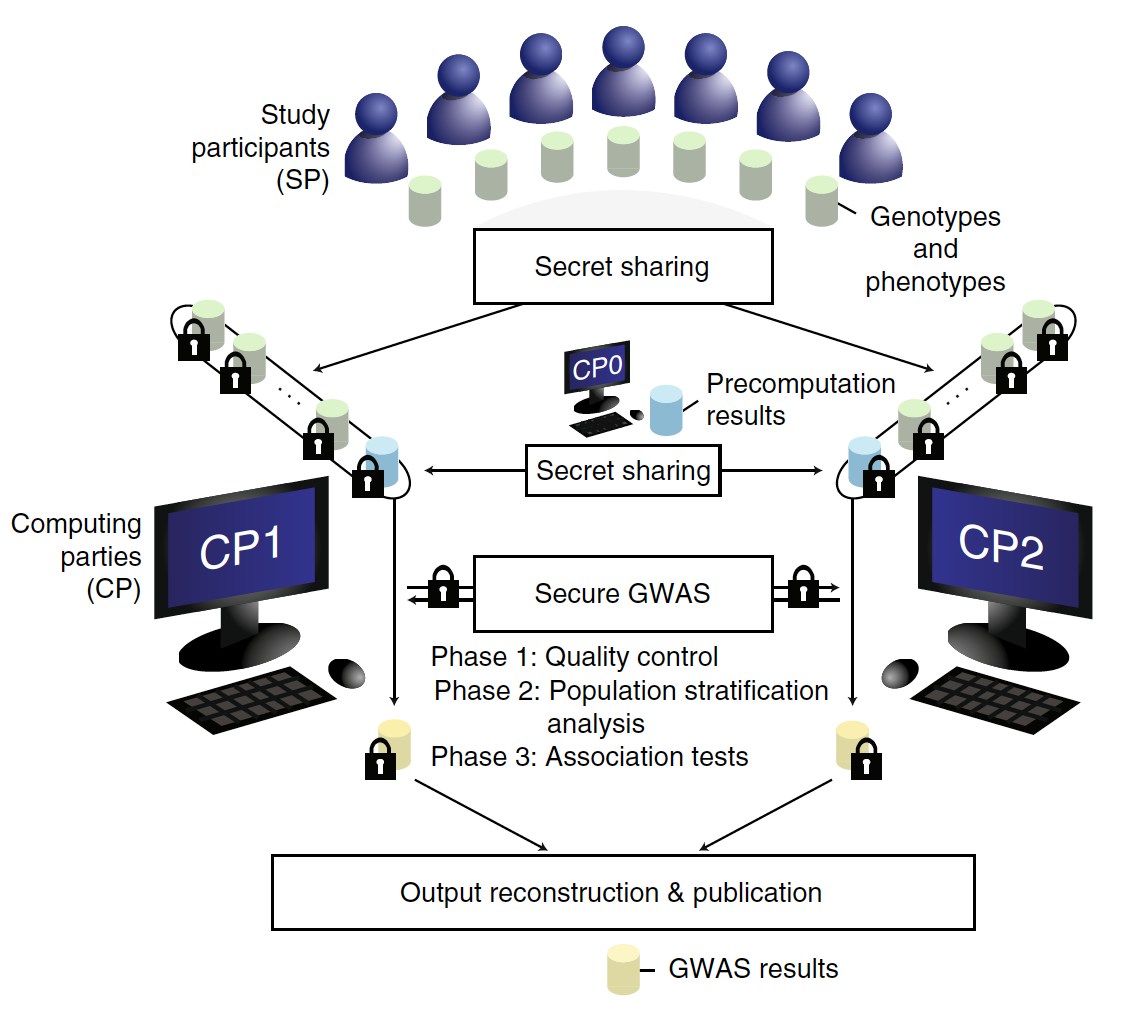 Study
participants
(SP)
Genotypes
and
phenotypes
Secret sharing
CP0
Precomputation
results
Secret sharing
Computing
parties
(CP)
CP1
CP2
Secure GWAS
Phase 1: Quality control
Phase 2: Population stratification
analysis
Phase 3: Association tests
Output reconstruction & publication
GWAS results